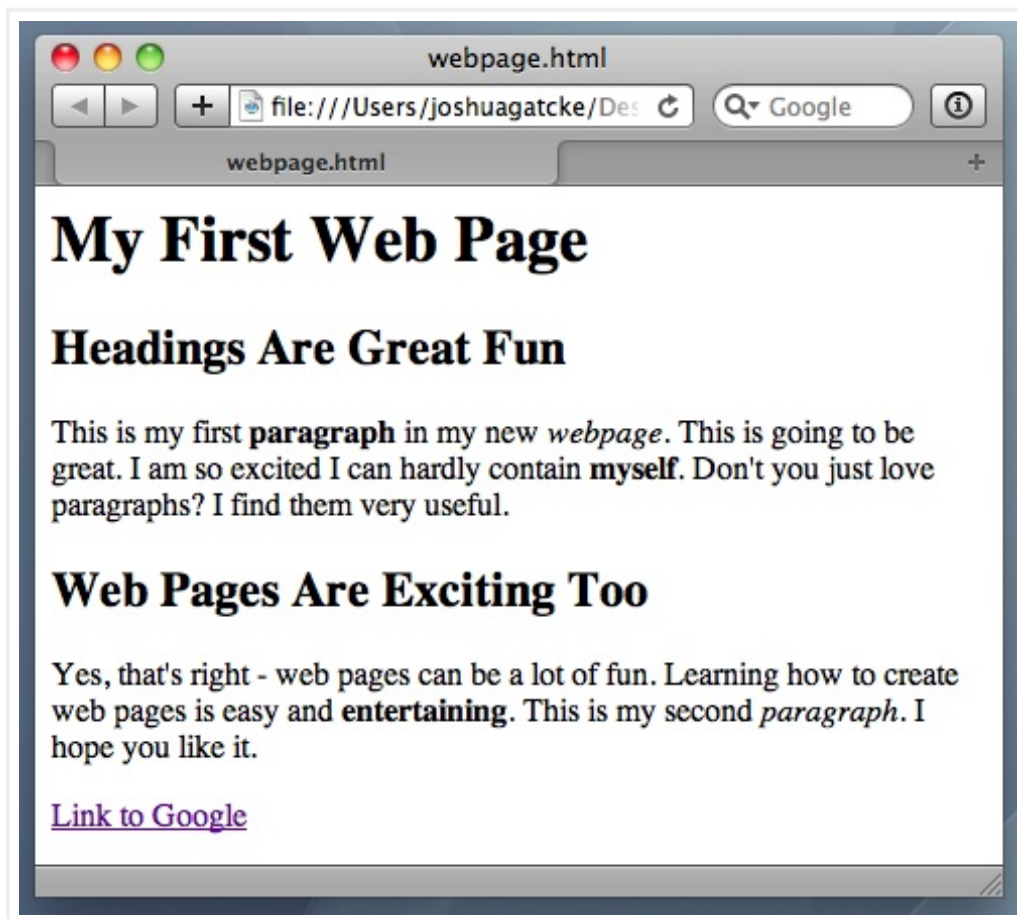 webpage.html
file:///Users/joshuagatcke/Des
Google
webpage.html
My First Web Page
Headings Are Great Fun
This is my first paragraph in my new webpage. This is going to be
great. I am so excited I can hardly contain myself. Don't you just love
paragraphs? I find them very useful.
Web Pages Are Exciting Too
Yes, that's right - web pages can be a lot of fun. Learning how to create
web pages is easy and entertaining. This is my second paragraph. I
hope you like it.
Link to Google